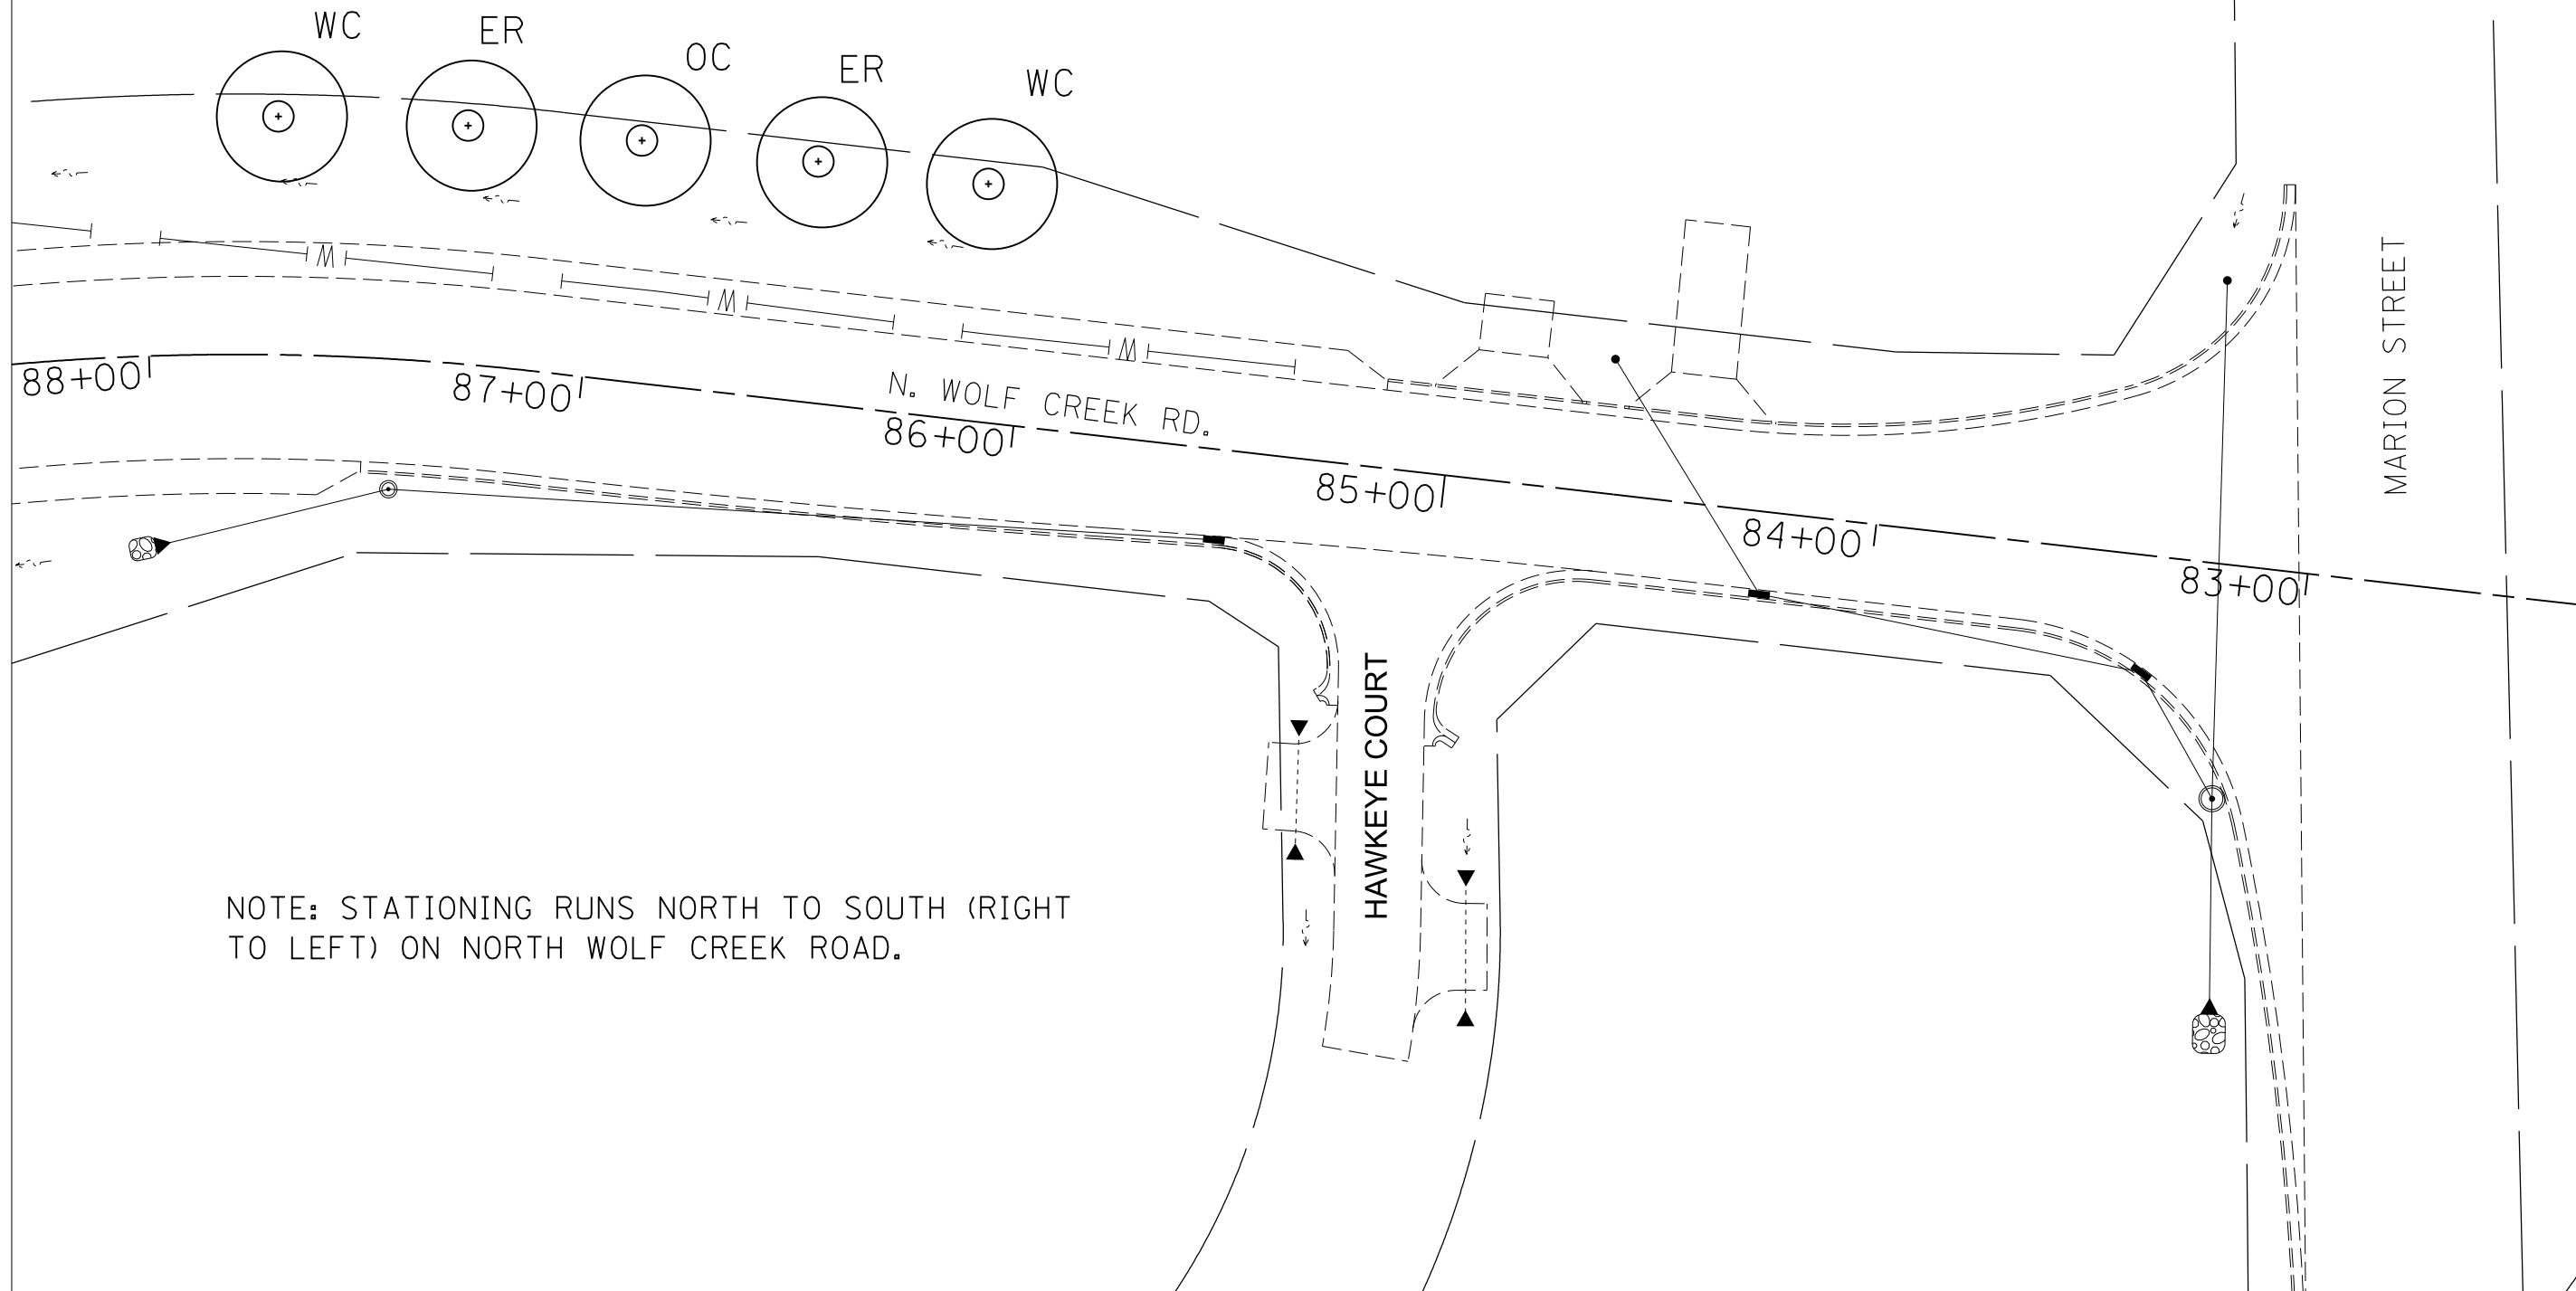 WC
ER
OC
ER
WC
MARION STREET
N. WOLF CREEK RD.
88+00
87+00
86+00
85+00
84+00
83+00
HAWKEYE COURT
NOTE: STATIONING RUNS NORTH TO SOUTH (RIGHT
TO LEFT) ON NORTH WOLF CREEK ROAD.